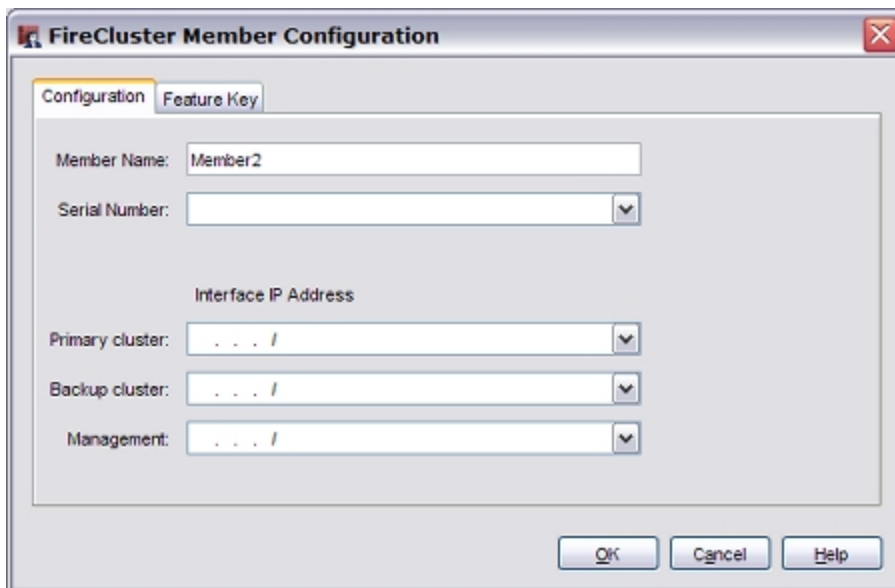 FireCluster Member Configuration
Configuration Feature Key
Member Name: Member2
Serial Number:
Interface IP Address
Primary cluster: . . . /
Backup cluster: . . . /
Management: . . . /
OK Cancel Help